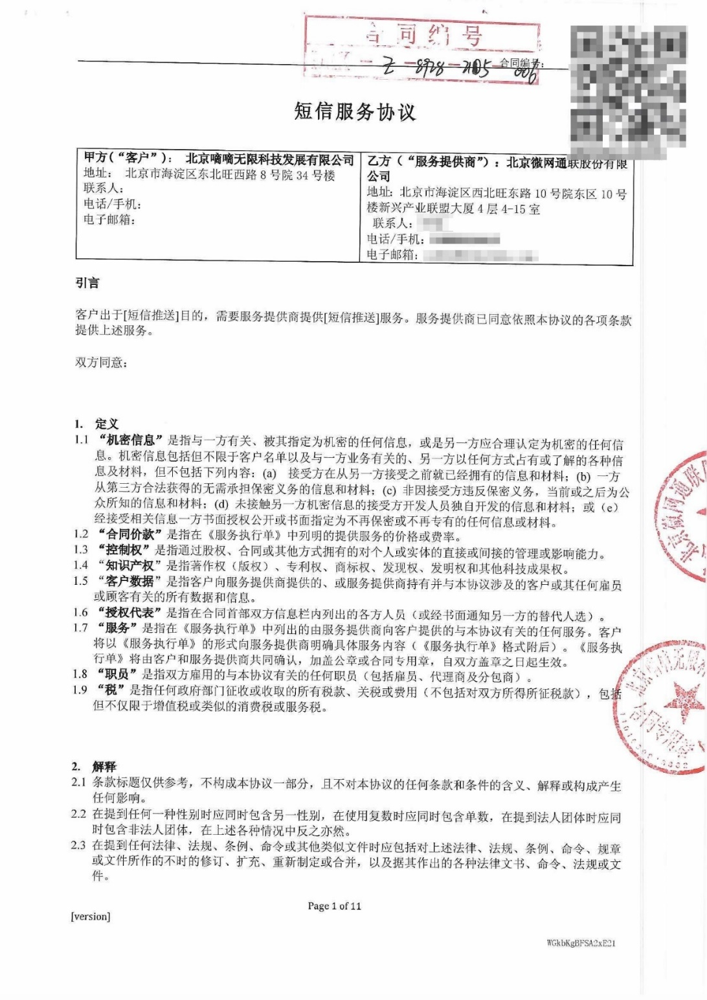 合同编号
合同编号:
短信服务协议
甲方(“客户”): 北京嘀嘀无限科技发展有限公司
地址: 北京市海淀区东北旺西路 8 号院 34 号楼
联系人:
电话/手机:
电子邮箱:
乙方(“服务提供商”): 北京微网通联股份有限
公司
地址: 北京市海淀区西北旺东路 10 号院东区 10 号
楼新兴产业联盟大厦 4 层 4-15 室
联系人:
电话/手机:
电子邮箱:
引言
客户出于[短信推送]目的，需要服务提供商提供[短信推送]服务。服务提供商已同意依照本协议的各项条款
提供上述服务。
双方同意:
1. 定义
1.1 “机密信息”是指与一方有关、被其指定为机密的任何信息，或是另一方应合理认定为机密的任何信
息。机密信息包括但不限于客户名单以及与一方业务有关的、另一方以任何方式占有或了解的各种信
息及材料，但不包括下列内容: (a) 接受方在从另一方接受之前就已经拥有的信息和材料; (b) 一方
从第三方合法获得的无需承担保密义务的信息和材料; (c) 非因接受方违反保密义务，当前或之后为公
众所知的信息和材料; (d) 未接触另一方机密信息的接受方开发人员独自开发的信息和材料; 或 (e)
经接受相关信息一方书面授权公开或书面指定为不再保密或不再专有的任何信息或材料。
1.2 “合同价款”是指在《服务执行单》中列明的提供服务的价格或费率。
1.3 “控制权”是指通过股权、合同或其他方式拥有的对个人或实体的直接或间接的管理或影响能力。
1.4 “知识产权”是指著作权（版权）、专利权、商标权、发现权、发明权和其他科技成果权。
1.5 “客户数据”是指客户向服务提供商提供的、或服务提供商持有并与本协议涉及的客户或其任何雇员
或顾客有关的所有数据和信息。
1.6 “授权代表”是指在合同首部双方信息栏内列出的各方人员（或经书面通知另一方的替代人选）。
1.7 “服务”是指在《服务执行单》中列出的由服务提供商向客户提供的与本协议有关的任何服务。客户
将以《服务执行单》的形式向服务提供商明确具体服务内容（《服务执行单》格式附后）。《服务执
行单》将由客户和服务提供商共同确认，加盖公章或合同专用章，自双方盖章之日起生效。
1.8 “职员”是指双方雇用的与本协议有关的任何职员（包括雇员、代理商及分包商）。
1.9 “税”是指任何政府部门征收或收取的所有税款、关税或费用（不包括对双方所得所征税款），包括
但不仅限于增值税或类似的消费税或服务税。
2. 解释
2.1 条款标题仅供参考，不构成本协议一部分，且不对本协议的任何条款和条件的含义、解释或构成产生
任何影响。
2.2 在提到任何一种性别时应同时包含另一性别，在使用复数时应同时包含单数，在提到法人团体时应同
时包含非法人团体，在上述各种情况中反之亦然。
2.3 在提到任何法律、法规、条例、命令或其他类似文件时应包括对上述法律、法规、条例、命令、规章
或文件所作的不时的修订、扩充、重新制定或合并，以及据其作出的各种法律文书、命令、法规或文
件。
Page 1 of 11
[version]
WGkbKgBFSA2xE21
北京微网通联
合同专用章